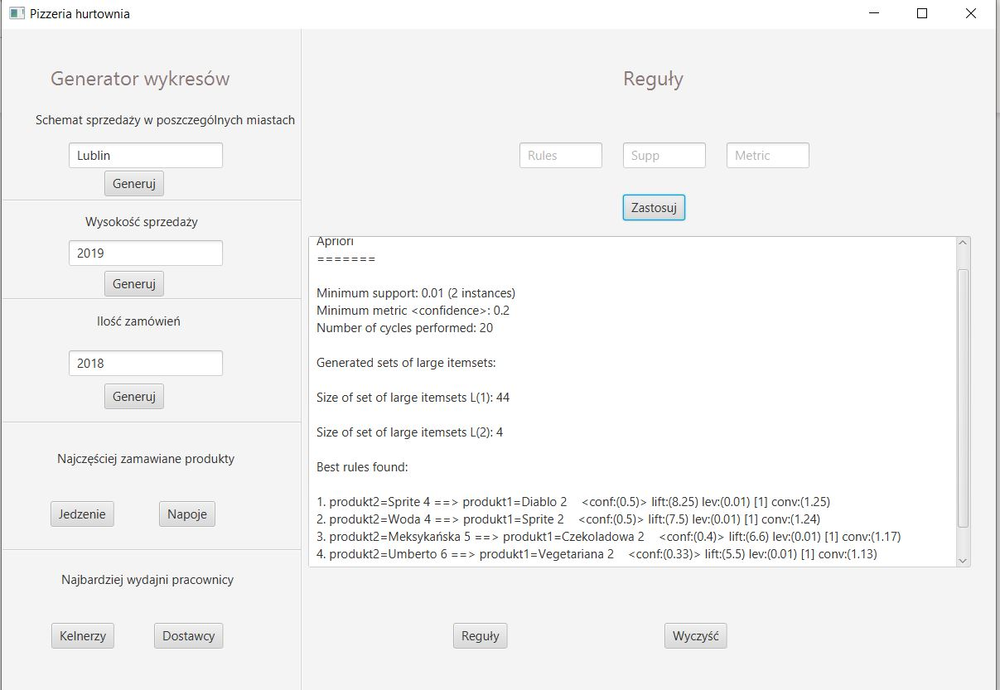 Pizzeria hurtownia
Generator wykresów
Schemat sprzedaży w poszczególnych miastach
Lublin
Generuj
Wysokość sprzedaży
2019
Generuj
Ilość zamówień
2018
Generuj
Najczęściej zamawiane produkty
Jedzenie Napoje
Najbardziej wydajni pracownicy
Kelnerzy Dostawcy
Reguły
Rules Supp Metric
Zastosuj
Apriori
=======
Minimum support: 0.01 (2 instances)
Minimum metric <confidence>: 0.2
Number of cycles performed: 20
Generated sets of large itemsets:
Size of set of large itemsets L(1): 44
Size of set of large itemsets L(2): 4
Best rules found:
1. produkt2=Sprite 4 ==> produkt1=Diablo 2 <conf:(0.5)> lift:(8.25) lev:(0.01) [1] conv:(1.25)
2. produkt2=Woda 4 ==> produkt1=Sprite 2 <conf:(0.5)> lift:(7.5) lev:(0.01) [1] conv:(1.24)
3. produkt2=Meksykańska 5 ==> produkt1=Czekoladowa 2 <conf:(0.4)> lift:(6.6) lev:(0.01) [1] conv:(1.17)
4. produkt2=Umberto 6 ==> produkt1=Vegetariana 2 <conf:(0.33)> lift:(5.5) lev:(0.01) [1] conv:(1.13)
Reguły Wyczyść